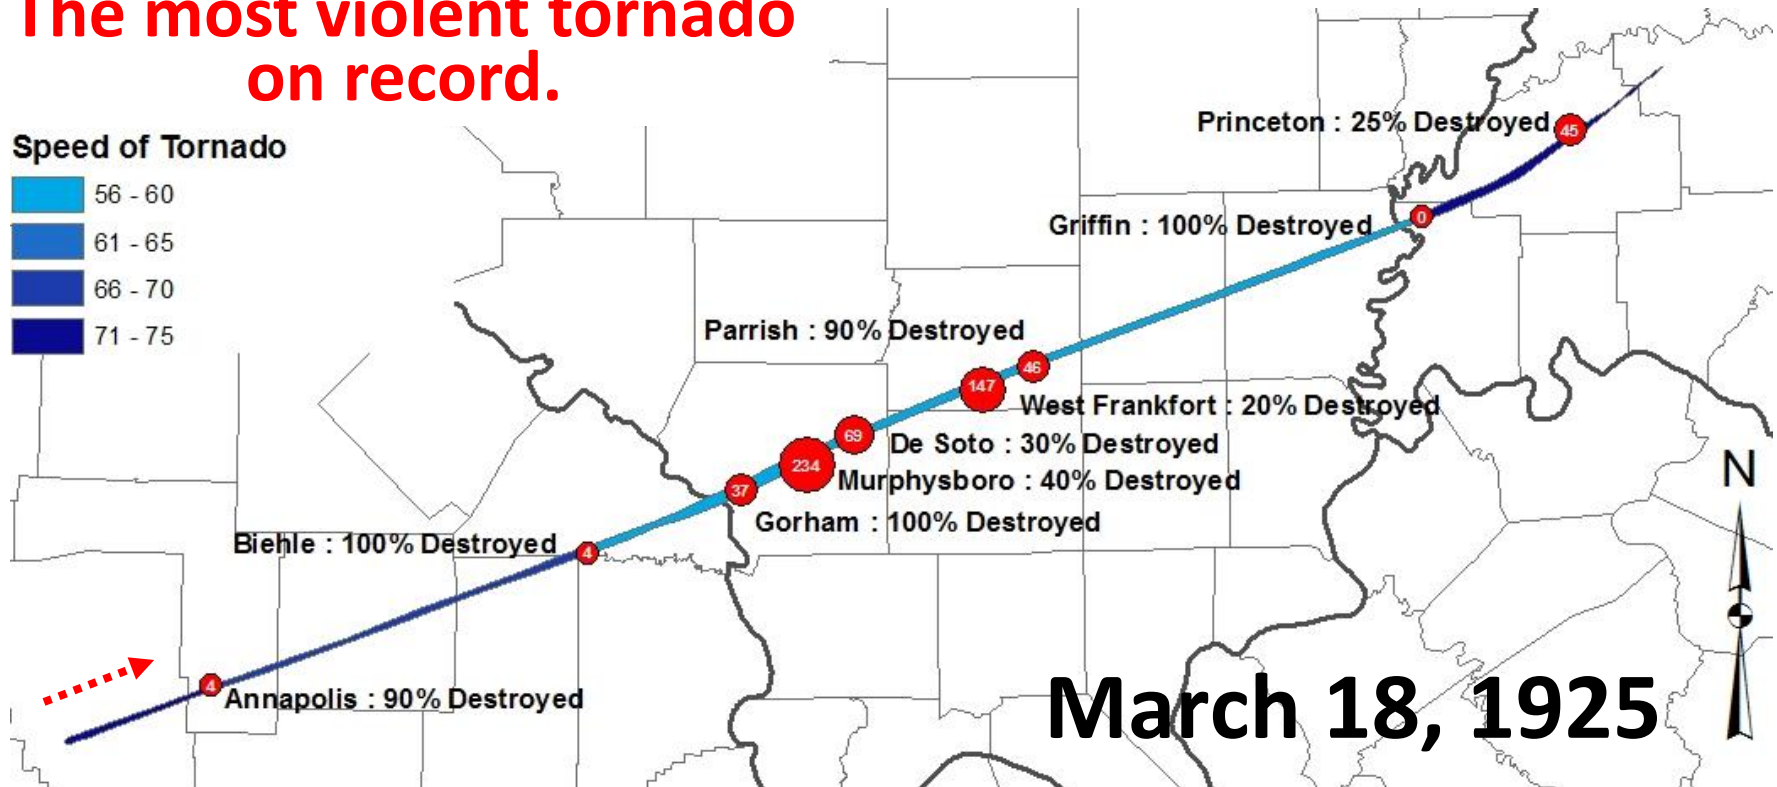 The most violent tornado
on record.
Speed of Tornado
56 - 60
61 - 65
66 - 70
71 - 75
Princeton : 25% Destroyed
45
Griffin : 100% Destroyed
0
Parrish : 90% Destroyed
46
147
West Frankfort : 20% Destroyed
69
De Soto : 30% Destroyed
234
Murphysboro : 40% Destroyed
37
Gorham : 100% Destroyed
Biehle : 100% Destroyed
4
4
Annapolis : 90% Destroyed
N
March 18, 1925